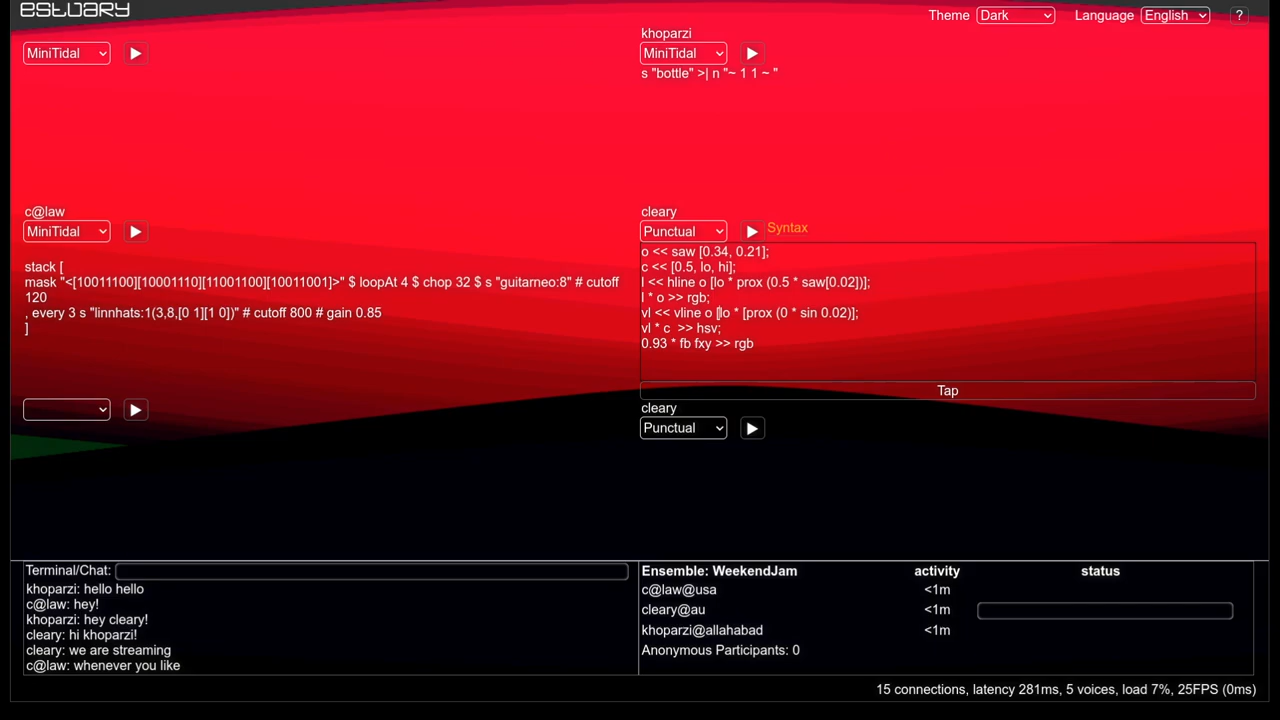 estuary
Theme Dark Language English ?
MiniTidal
khoparzi
MiniTidal
s "bottle" >| n "~ 1 1 ~ "
c@law
MiniTidal
stack [
mask "<[10011100][10001110][11001100][10011001]>" $ loopAt 4 $ chop 32 $ s "guitarneo:8" # cutoff
120
, every 3 s "linnhats:1(3,8,[0 1][1 0])" # cutoff 800 # gain 0.85
]
cleary
Punctual Syntax
o << saw [0.34, 0.21];
c << [0.5, lo, hi];
l << hline o [lo * prox (0.5 * saw[0.02])];
l * o >> rgb;
vl << vline o [lo * [prox (0 * sin 0.02)];
vl * c  >> hsv;
0.93 * fb fxy >> rgb
Tap
cleary
Punctual
Terminal/Chat:
khoparzi: hello hello
c@law: hey!
khoparzi: hey cleary!
cleary: hi khoparzi!
cleary: we are streaming
c@law: whenever you like
Ensemble: WeekendJam activity status
c@law@usa <1m
cleary@au <1m
khoparzi@allahabad <1m
Anonymous Participants: 0
15 connections, latency 281ms, 5 voices, load 7%, 25FPS (0ms)